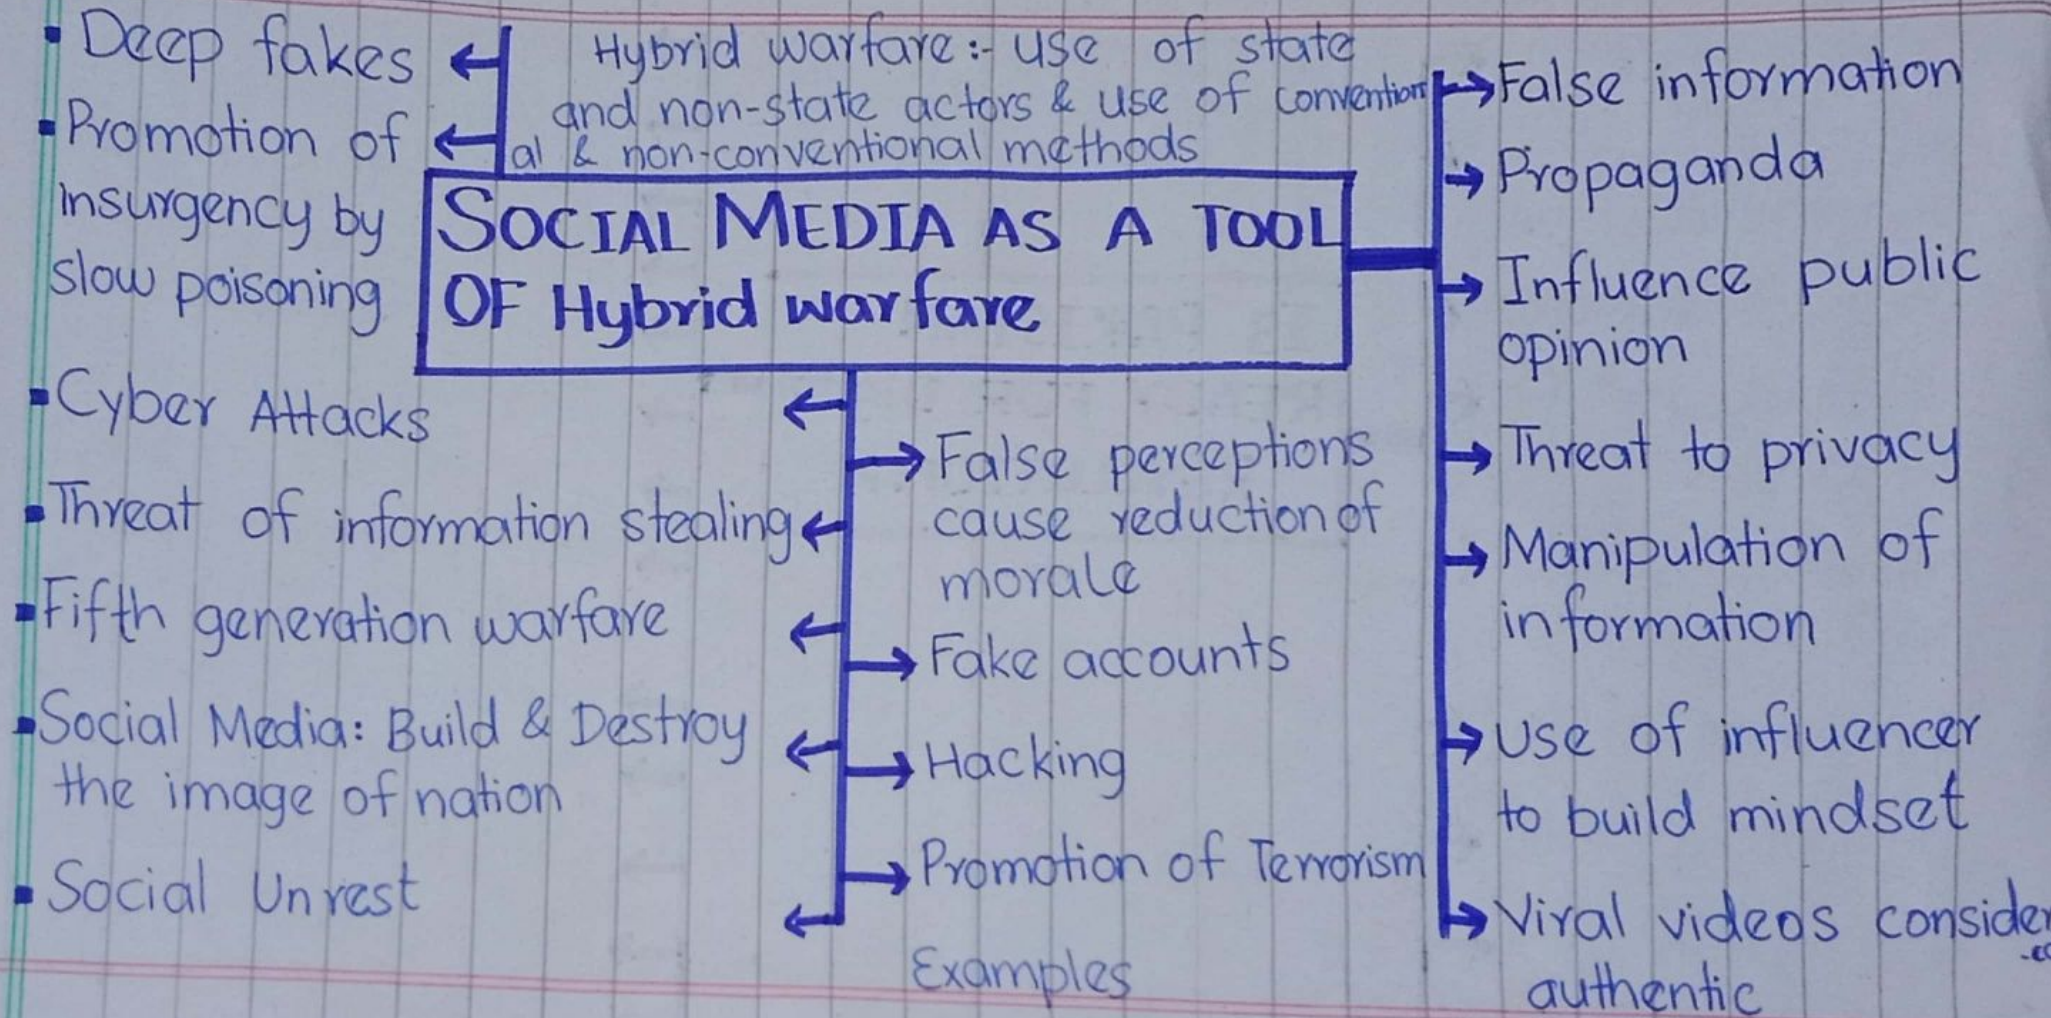 Hybrid warfare:- use of state
and non-state actors & use of convention
al & non-conventional methods
SOCIAL MEDIA AS A TOOL
OF Hybrid warfare
▪ Deep fakes
▪ Promotion of
insurgency by
slow poisoning
▪ Cyber Attacks
▪ Threat of information stealing
▪ Fifth generation warfare
▪ Social Media: Build & Destroy
the image of nation
▪ Social Unrest
False perceptions
cause reduction of
morale
Fake accounts
Hacking
Promotion of Terrorism
Examples
False information
Propaganda
Influence public
opinion
Threat to privacy
Manipulation of
information
Use of influencer
to build mindset
Viral videos consider
-ed
authentic